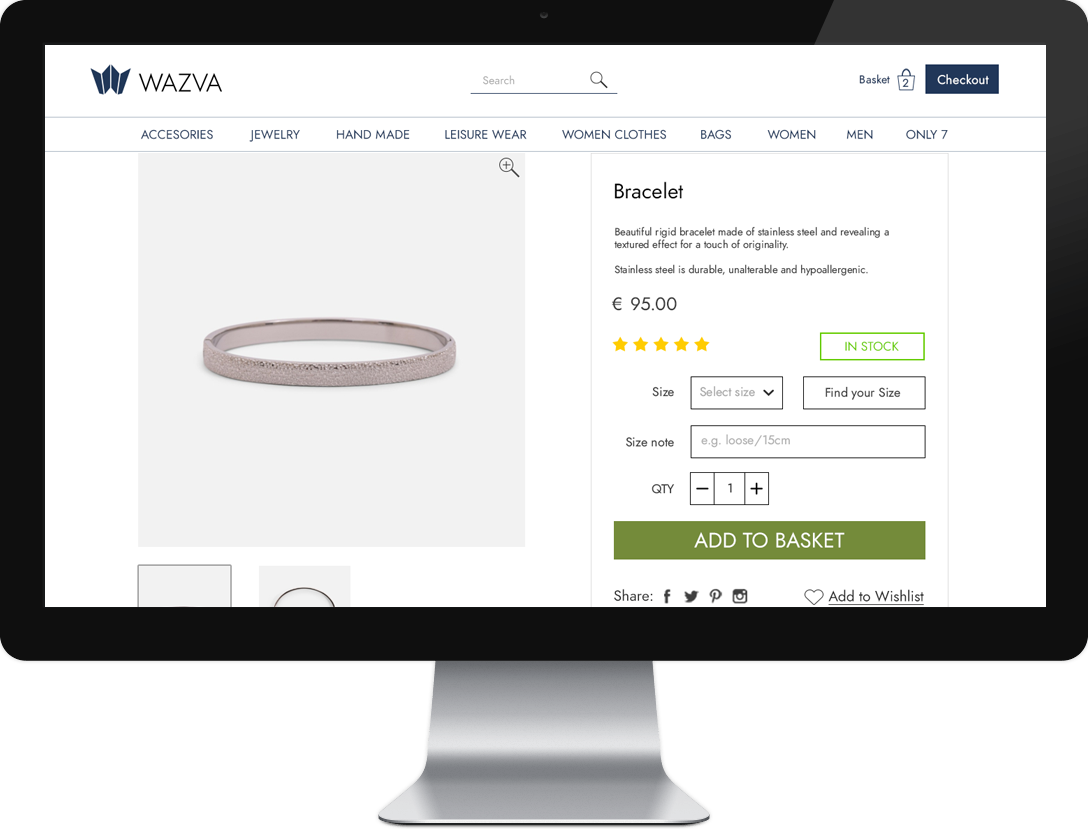 WAZVA
Search
Basket
2
Checkout
ACCESORIES JEWELRY HAND MADE LEISURE WEAR WOMEN CLOTHES BAGS WOMEN MEN ONLY 7
Bracelet
Beautiful rigid bracelet made of stainless steel and revealing a
textured effect for a touch of originality.
Stainless steel is durable, unalterable and hypoallergenic.
€ 95.00
IN STOCK
Size Select size Find your Size
Size note e.g. loose/15cm
QTY 1
ADD TO BASKET
Share: Add to Wishlist